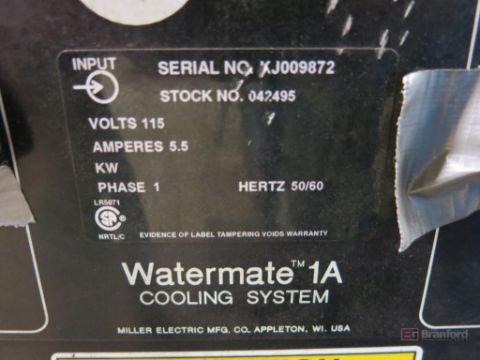 INPUT
SERIAL NO. KJ009872
STOCK NO. 042495
VOLTS 115
AMPERES 5.5
KW
PHASE 1 HERTZ 50/60
LR5071
NRTL/C
EVIDENCE OF LABEL TAMPERING VOIDS WARRANTY
Watermate™ 1A
COOLING SYSTEM
MILLER ELECTRIC MFG. CO. APPLETON, WI. USA
EG Branford